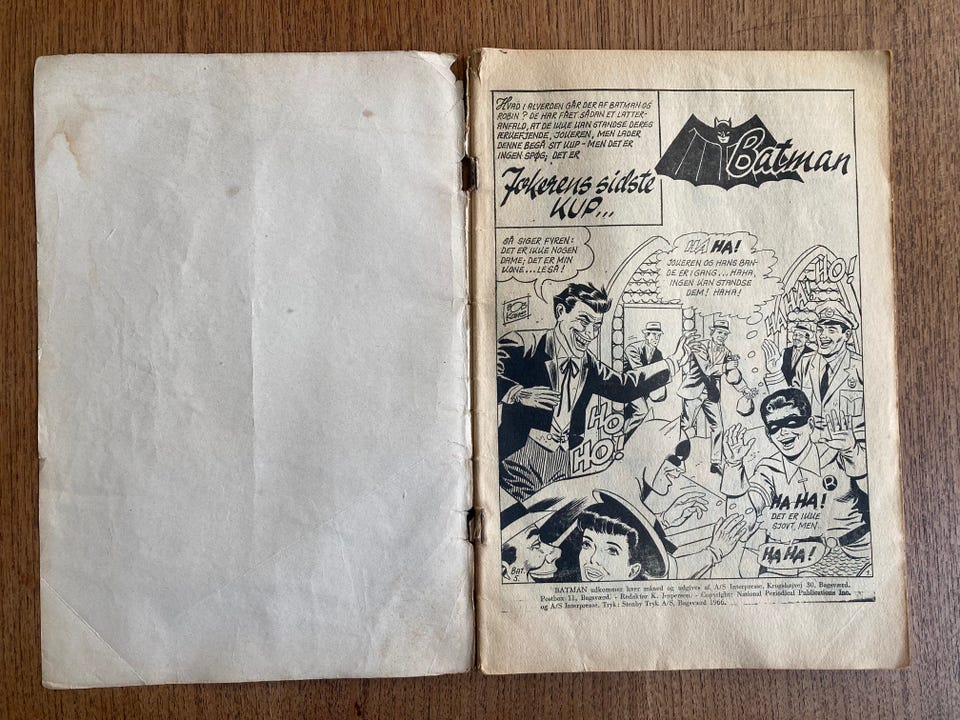 HVAD I ALVERDEN GÅR DER AF BATMAN OG
ROBIN? DE HAR FÅET SÅDAN ET LATTER-
ANFALD, AT DE IKKE KAN STANDSE DERES
ÆRKEFJENDE, JOKEREN, MEN LADER
DENNE BEGÅ SIT KUP - MEN DET ER
INGEN SPØG; DET ER
Jokerens sidste
KUP...
Batman
SÅ SIGER FYREN:
DET ER IKKE NOGEN
DAME; DET ER MIN
KONE... LESÅ!
HA HA!
JOKEREN OG HANS BAN-
DE ER I GANG... HAHA,
INGEN KAN STANDSE
DEM! HAHA!
HO!
HA HA
BOB
KANE
HO
HO!
HA HA!
DET ER IKKE
SJOVT, MEN
HA HA!
BAT.
5.
BATMAN udkommer hver måned og udgives af A/S Interpresse, Krogshøjvej 30, Bagsværd.
Postbox 11, Bagsværd. - Redaktør K. Jeppesen. - Copyright: National Periodical Publications Inc.
og A/S Interpresse. Tryk: Stenby Tryk A/S, Bagsværd 1966.